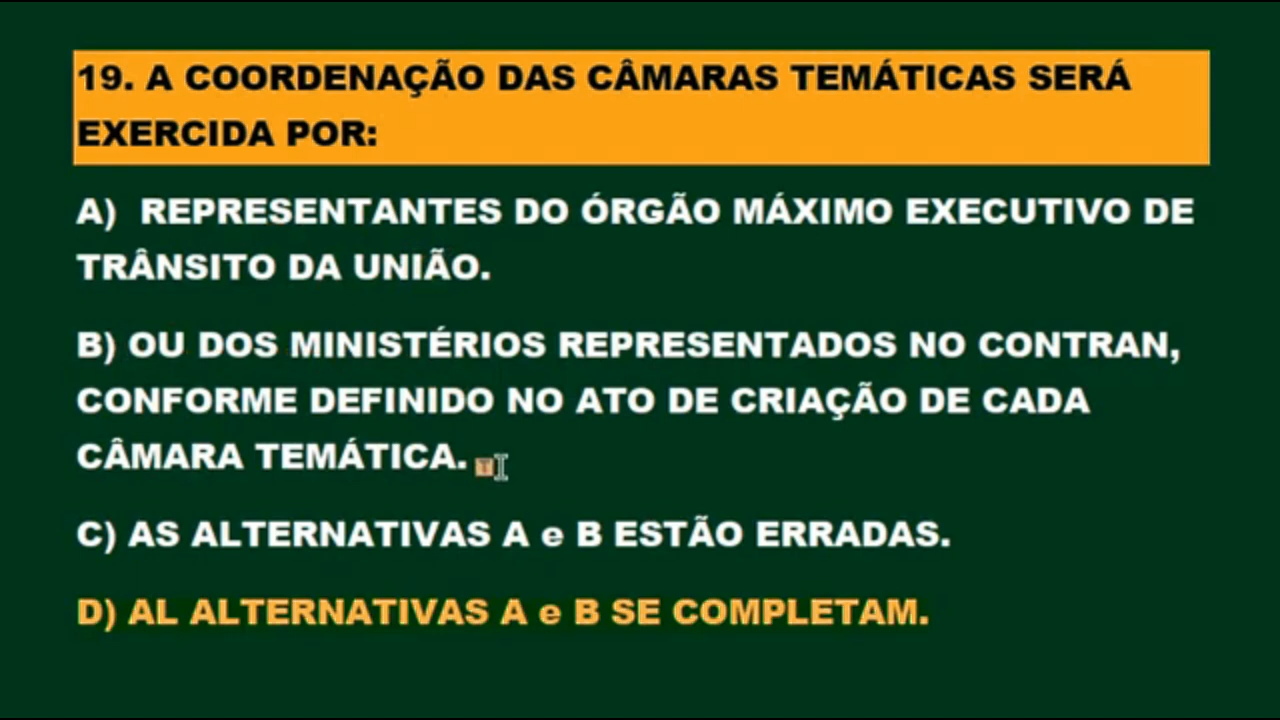 19. A COORDENAÇÃO DAS CÂMARAS TEMÁTICAS SERÁ
EXERCIDA POR:
A) REPRESENTANTES DO ÓRGÃO MÁXIMO EXECUTIVO DE
TRÂNSITO DA UNIÃO.
B) OU DOS MINISTÉRIOS REPRESENTADOS NO CONTRAN,
CONFORME DEFINIDO NO ATO DE CRIAÇÃO DE CADA
CÂMARA TEMÁTICA.
C) AS ALTERNATIVAS A e B ESTÃO ERRADAS.
D) AL ALTERNATIVAS A e B SE COMPLETAM.